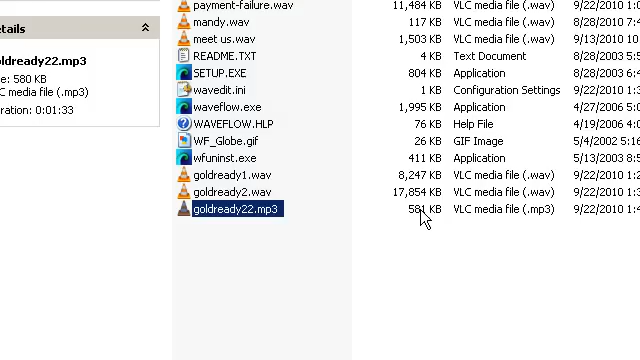 payment-failure.wav 11,484 KB VLC media file (.wav) 9/22/2010 1:
mandy.wav 117 KB VLC media file (.wav) 9/22/2010 1:
meet us.wav 1,503 KB VLC media file (.wav) 9/13/2010 10
README.TXT 4 KB Text Document 8/28/2003 4:
SETUP.EXE 804 KB Application 8/28/2003 6:
wavedit.ini 1 KB Configuration Settings 9/22/2010 1:
waveflow.exe 1,995 KB Application 4/27/2006 5:
WAVEFLOW.HLP 76 KB Help File 4/19/2006 4:
WF_Globe.gif 26 KB GIF Image 5/4/2002 5:16
wfuninst.exe 411 KB Application 5/13/2003 8:
goldready1.wav 8,247 KB VLC media file (.wav) 9/22/2010 1:
goldready2.wav 17,854 KB VLC media file (.wav) 9/22/2010 1:
goldready22.mp3 581 KB VLC media file (.mp3) 9/22/2010 1:
etails
oldready22.mp3
e: 580 KB
C media file (.mp3)
ration: 0:01:33